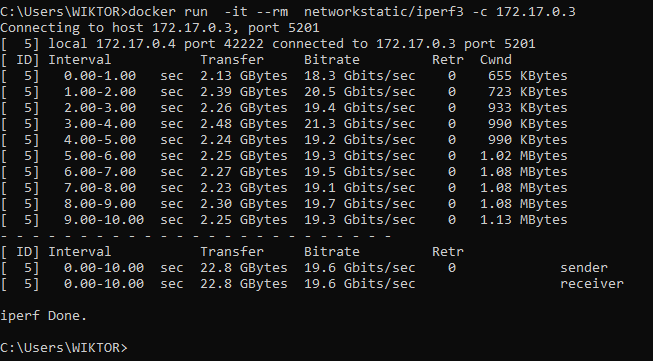 C:\Users\WIKTOR>docker run  -it --rm  networkstatic/iperf3 -c 172.17.0.3
Connecting to host 172.17.0.3, port 5201
[  5] local 172.17.0.4 port 42222 connected to 172.17.0.3 port 5201
[ ID] Interval           Transfer     Bitrate         Retr  Cwnd
[  5]   0.00-1.00   sec  2.13 GBytes  18.3 Gbits/sec    0    655 KBytes
[  5]   1.00-2.00   sec  2.39 GBytes  20.5 Gbits/sec    0    723 KBytes
[  5]   2.00-3.00   sec  2.26 GBytes  19.4 Gbits/sec    0    933 KBytes
[  5]   3.00-4.00   sec  2.48 GBytes  21.3 Gbits/sec    0    990 KBytes
[  5]   4.00-5.00   sec  2.24 GBytes  19.2 Gbits/sec    0    990 KBytes
[  5]   5.00-6.00   sec  2.25 GBytes  19.3 Gbits/sec    0   1.02 MBytes
[  5]   6.00-7.00   sec  2.27 GBytes  19.5 Gbits/sec    0   1.08 MBytes
[  5]   7.00-8.00   sec  2.23 GBytes  19.1 Gbits/sec    0   1.08 MBytes
[  5]   8.00-9.00   sec  2.30 GBytes  19.7 Gbits/sec    0   1.08 MBytes
[  5]   9.00-10.00  sec  2.25 GBytes  19.3 Gbits/sec    0   1.13 MBytes
- - - - - - - - - - - - - - - - - - - - - - - - -
[ ID] Interval           Transfer     Bitrate         Retr
[  5]   0.00-10.00  sec  22.8 GBytes  19.6 Gbits/sec    0             sender
[  5]   0.00-10.00  sec  22.8 GBytes  19.6 Gbits/sec                  receiver
iperf Done.
C:\Users\WIKTOR>